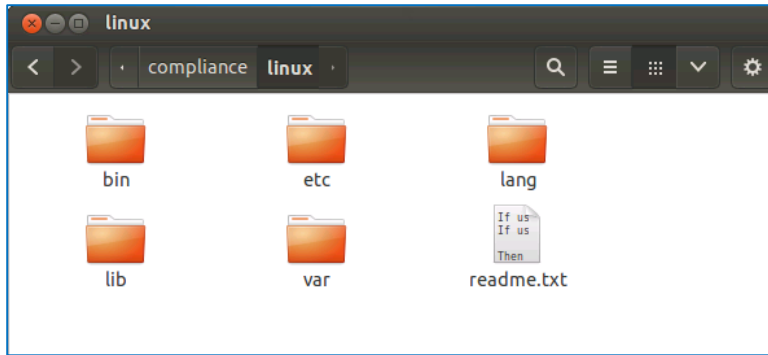 linux
compliance linux
bin etc lang
If us
If us
Then
lib var readme.txt